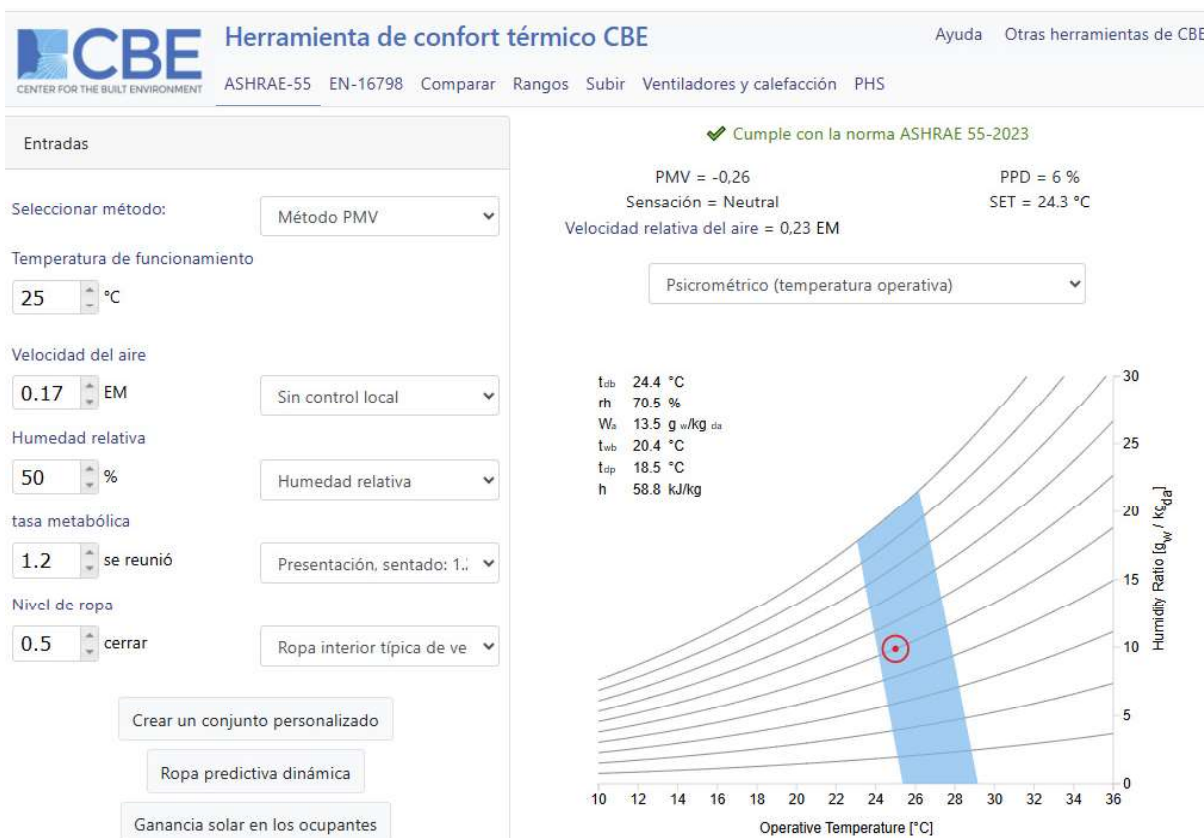 CBE
CENTER FOR THE BUILT ENVIRONMENT
Herramienta de confort térmico CBE
Ayuda Otras herramientas de CBE
ASHRAE-55 EN-16798 Comparar Rangos Subir Ventiladores y calefacción PHS
Entradas
Seleccionar método:
Método PMV
Temperatura de funcionamiento
25 °C
Velocidad del aire
0.17 EM
Sin control local
Humedad relativa
50 %
Humedad relativa
tasa metabólica
1.2 se reunió
Presentación, sentado: 1.:
Nivel de ropa
0.5 cerrar
Ropa interior típica de ve
Crear un conjunto personalizado
Ropa predictiva dinámica
Ganancia solar en los ocupantes
Cumple con la norma ASHRAE 55-2023
PMV = -0,26 PPD = 6 %
Sensación = Neutral SET = 24.3 °C
Velocidad relativa del aire = 0,23 EM
Psicrométrico (temperatura operativa)
tdb 24.4 °C
rh 70.5 %
Wa 13.5 g w/kg da
twb 20.4 °C
tdp 18.5 °C
h 58.8 kJ/kg
30
25
20
15
10
5
0
Humidity Ratio [gw / kgda]
10 12 14 16 18 20 22 24 26 28 30 32 34 36
Operative Temperature [°C]